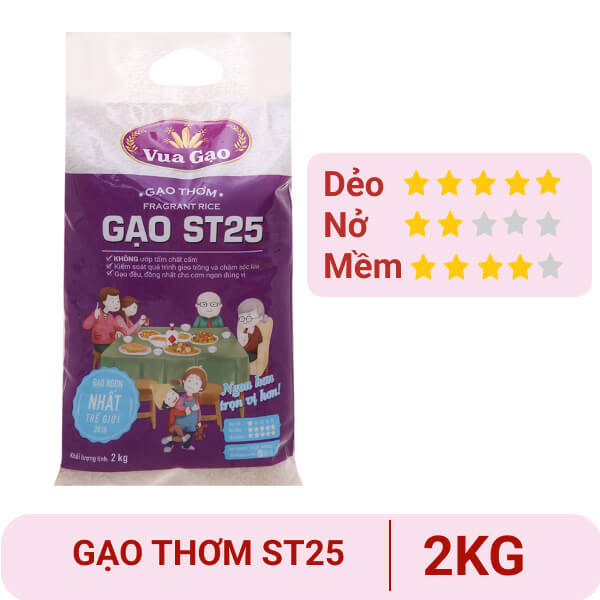 Vua Gạo
GẠO THƠM
FRAGRANT RICE
GẠO ST25
KHÔNG ướp tẩm chất cấm
Kiểm soát quá trình gieo trồng và chăm sóc lúa
Gạo đều, đồng nhất cho cơm ngon đúng vị
GẠO NGON
NHẤT
THẾ GIỚI
2019
Ngon hơn
trọn vị hơn!
Khối lượng tịnh: 2 kg
Dẻo
Nở
Mềm
GẠO THƠM ST25
2KG